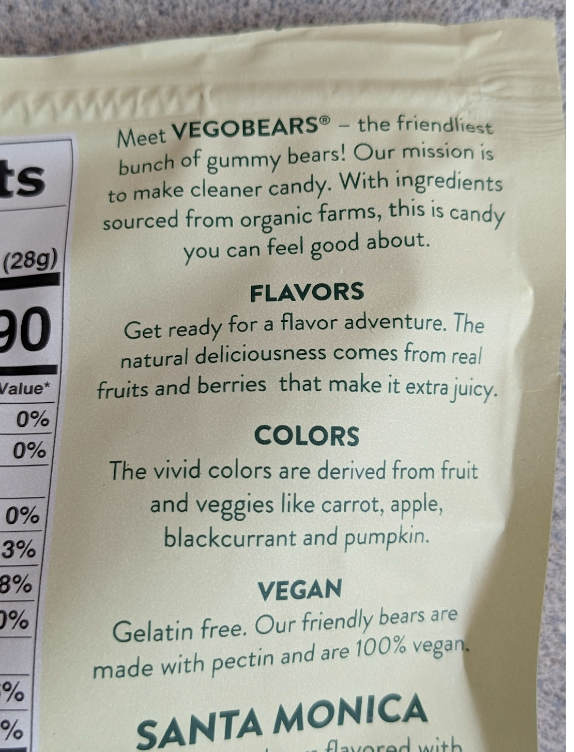 Meet VEGOBEARS® – the friendliest
bunch of gummy bears! Our mission is
to make cleaner candy. With ingredients
sourced from organic farms, this is candy
you can feel good about.
FLAVORS
Get ready for a flavor adventure. The
natural deliciousness comes from real
fruits and berries that make it extra juicy.
COLORS
The vivid colors are derived from fruit
and veggies like carrot, apple,
blackcurrant and pumpkin.
VEGAN
Gelatin free. Our friendly bears are
made with pectin and are 100% vegan.
SANTA MONICA
flavored with
ts
(28g)
90
Value*
0%
0%
0%
3%
8%
0%
%
%